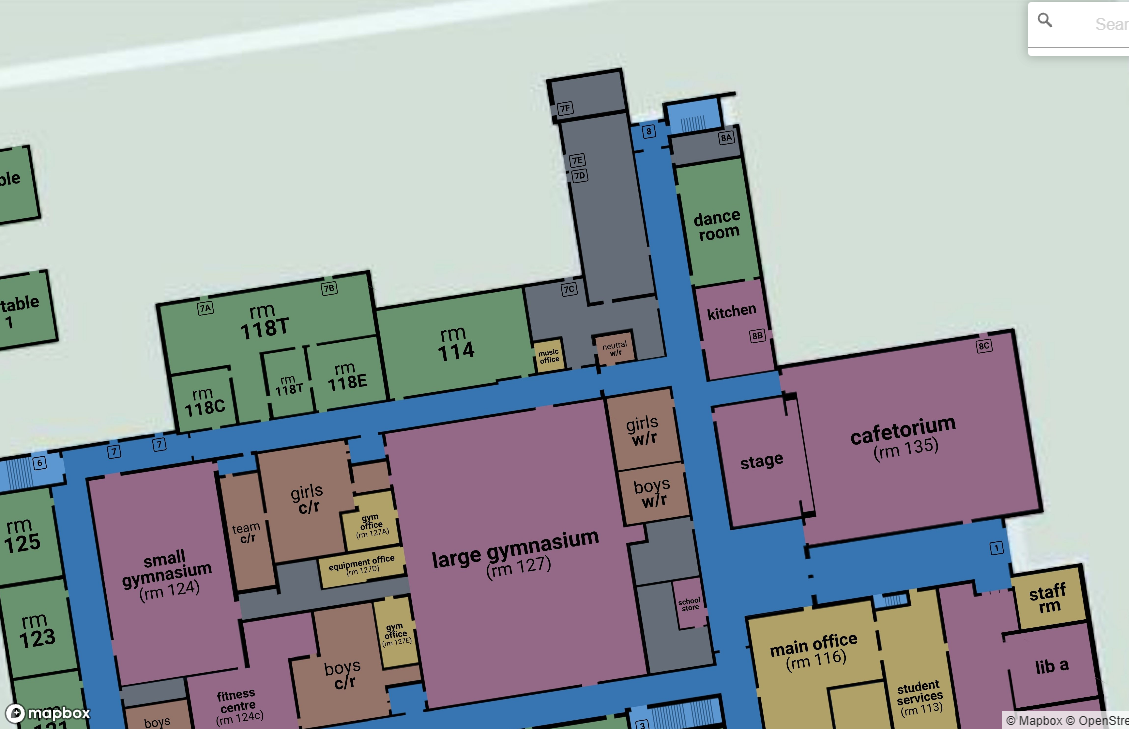 Sear
7F
8
8A
7E
7D
ble
dance
room
table
1
7A
7B
7C
rm
118T
rm
114
kitchen
8B
music
office
neutral
w/r
8C
rm
118C
rm
118T
rm
118E
girls
w/r
cafetorium
(rm 135)
stage
7
7
6
boys
w/r
girls
c/r
team
c/r
gym
office
(rm 127A)
rm
125
small
gymnasium
(rm 124)
equipment office
large gymnasium
(rm 127)
1
school
store
rm
123
gym
office
(rm 127E)
staff
rm
main office
(rm 116)
boys
c/r
lib a
fitness
centre
(rm 124c)
student
services
(rm 113)
121
boys
3
mapbox
© Mapbox © OpenStre